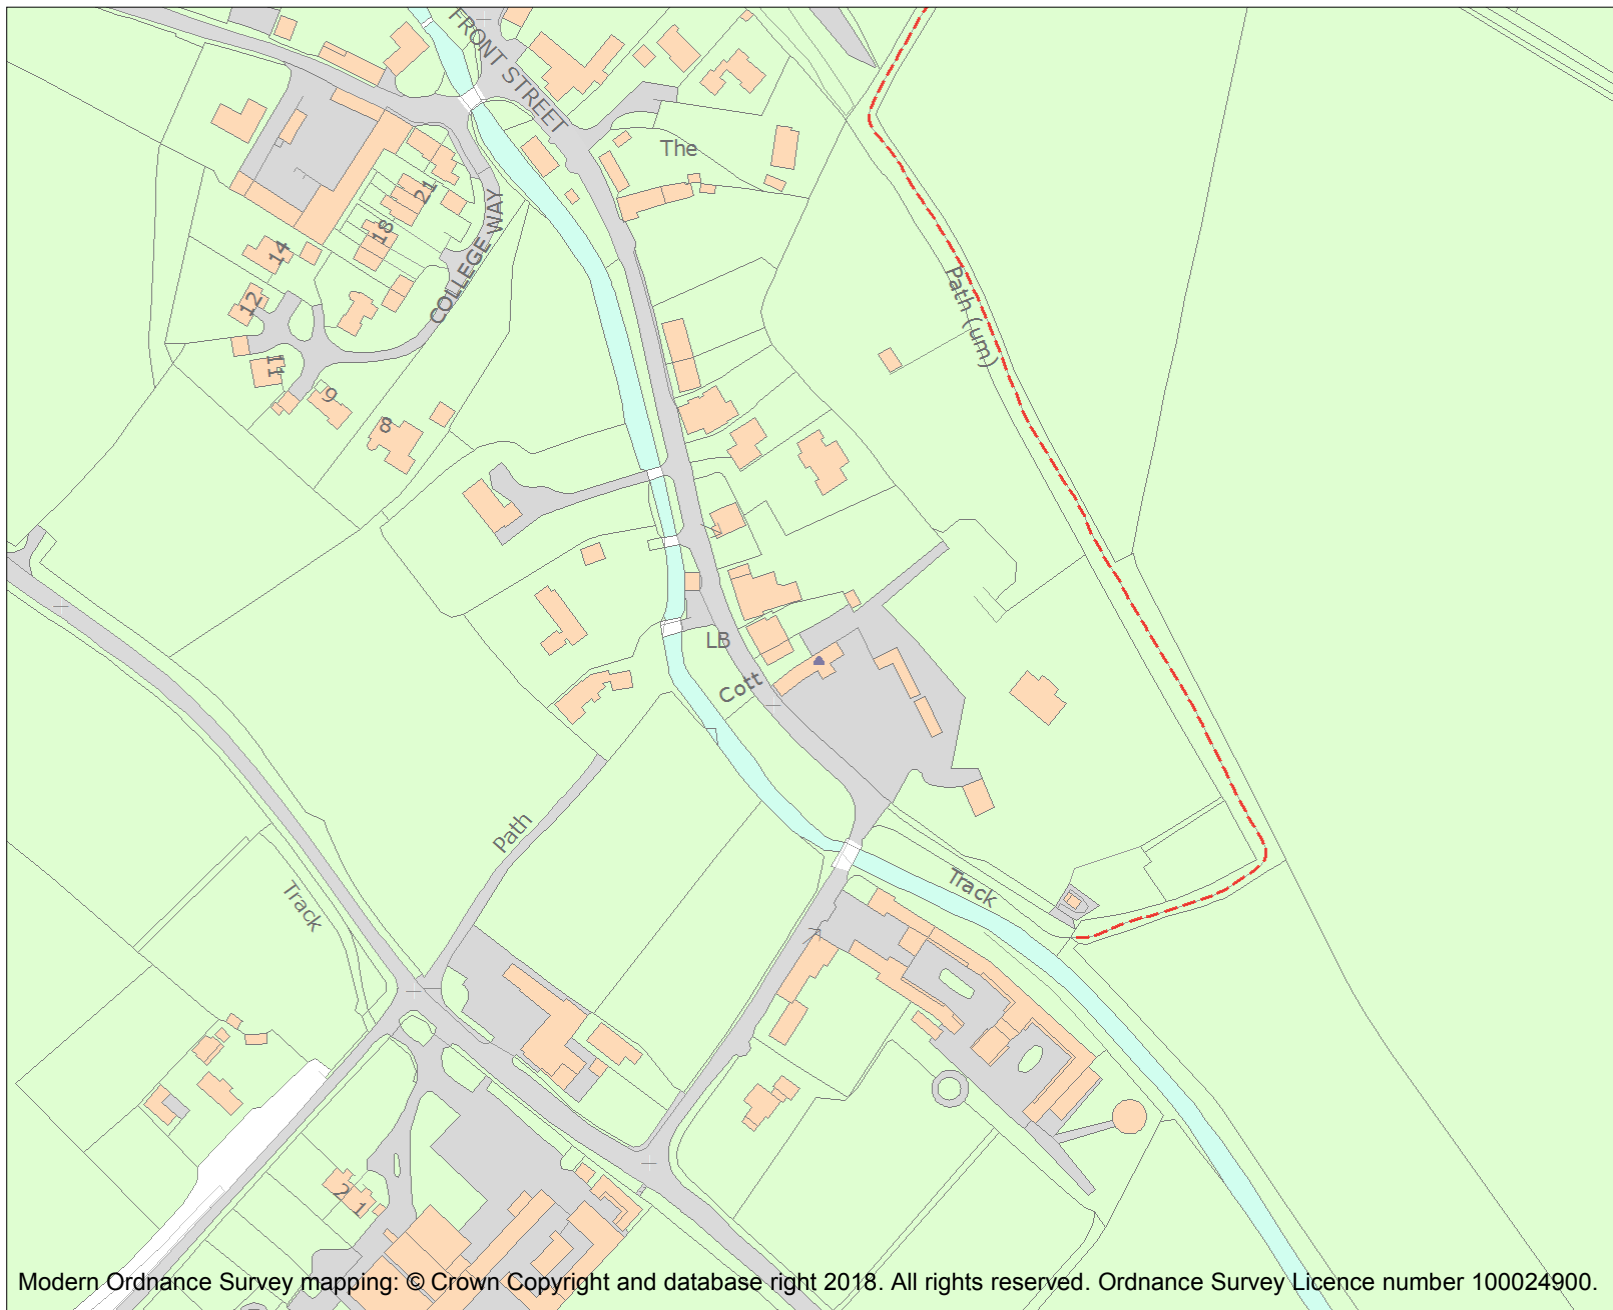 FRONT STREET
The
21
18
COLLEGE WAY
14
12
11
9
8
Path (um)
LB
Cott
Path
Track
Track
2
1
Modern Ordnance Survey mapping: © Crown Copyright and database right 2018. All rights reserved. Ordnance Survey Licence number 100024900.